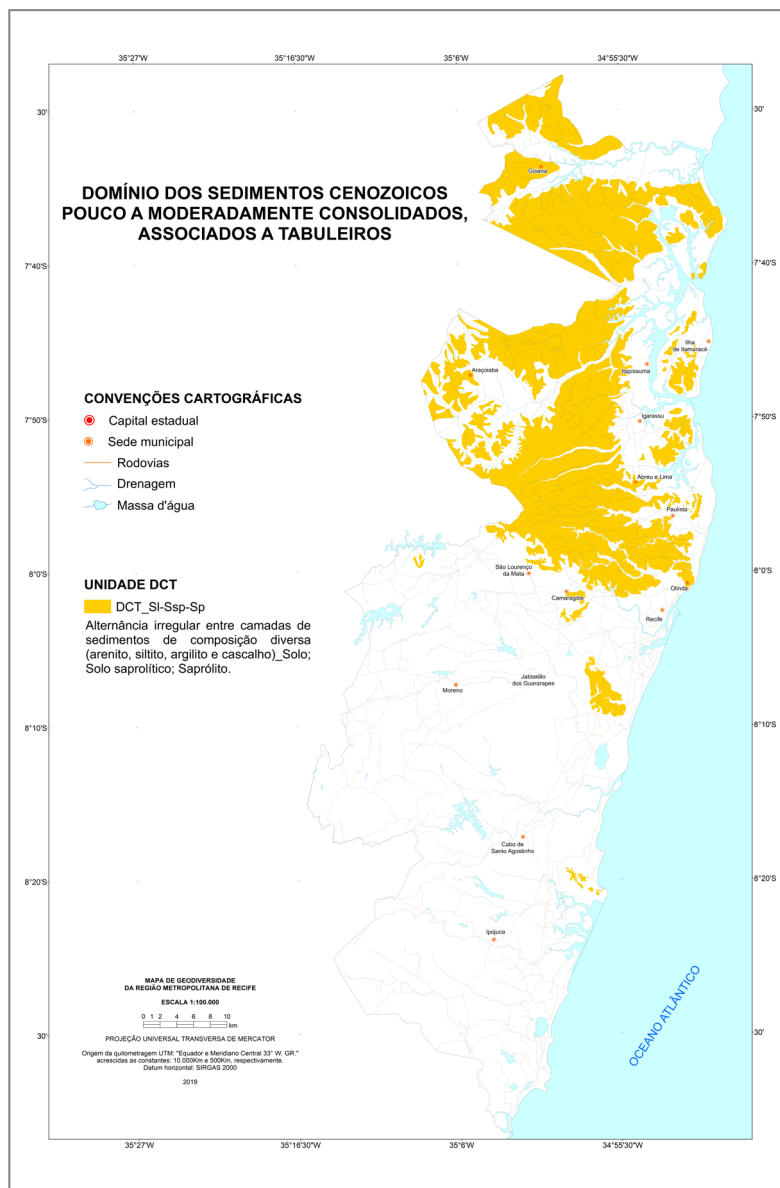 35°27'W
35°16'30"W
35°6'W
34°55'30"W
30'
30'
Goiana
DOMÍNIO DOS SEDIMENTOS CENOZOICOS
POUCO A MODERADAMENTE CONSOLIDADOS,
ASSOCIADOS A TABULEIROS
7°40'S
7°40'S
Ilha
de Itamaracá
Araçoiaba
Itapissuma
CONVENÇÕES CARTOGRÁFICAS
Capital estadual
Sede municipal
Rodovias
Drenagem
Massa d'água
7°50'S
7°50'S
Igarassu
Abreu e Lima
Paulista
8°0'S
8°0'S
São Lourenço
da Mata
Olinda
Camaragibe
Recife
UNIDADE DCT
DCT_Sl-Ssp-Sp
Alternância irregular entre camadas de
sedimentos de composição diversa
(arenito, siltito, argilito e cascalho)_Solo;
Solo saprolítico; Saprólito.
Jaboatão
dos Guararapes
Moreno
8°10'S
8°10'S
Cabo de
Santo Agostinho
8°20'S
8°20'S
Ipojuca
OCEANO ATLÂNTICO
MAPA DE GEODIVERSIDADE
DA REGIÃO METROPOLITANA DE RECIFE
ESCALA 1:100.000
0 1 2 4 6 8 10
km
PROJEÇÃO UNIVERSAL TRANSVERSA DE MERCATOR
Origem da quilometragem UTM: "Equador e Meridiano Central 33° W. GR."
acrescidas as constantes: 10.000Km e 500Km, respectivamente.
Datum horizontal: SIRGAS 2000
2019
30'
30'
35°27'W
35°16'30"W
35°6'W
34°55'30"W